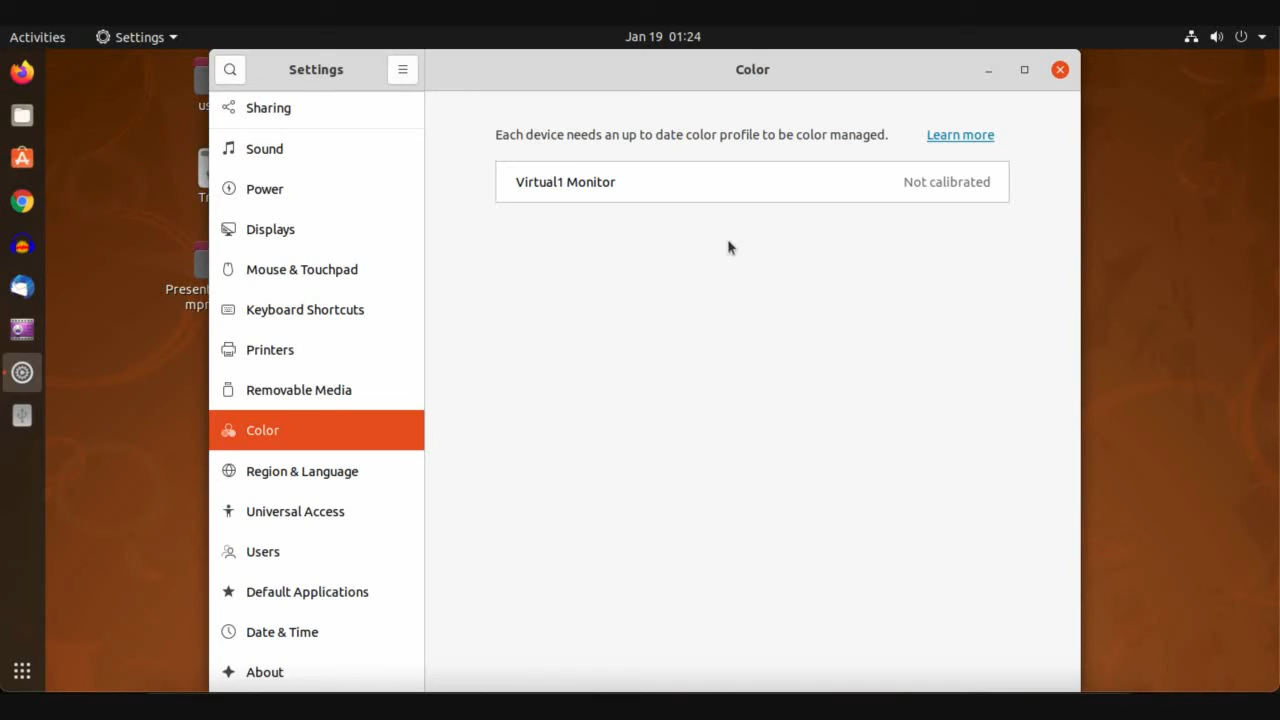 Activities
Settings
Jan 19 01:24
Settings
Color
Sharing
Sound
Power
Displays
Mouse & Touchpad
Keyboard Shortcuts
Printers
Removable Media
Color
Region & Language
Universal Access
Users
Default Applications
Date & Time
About
Each device needs an up to date color profile to be color managed. Learn more
Virtual1 Monitor Not calibrated
us
Tr
Present
mpr